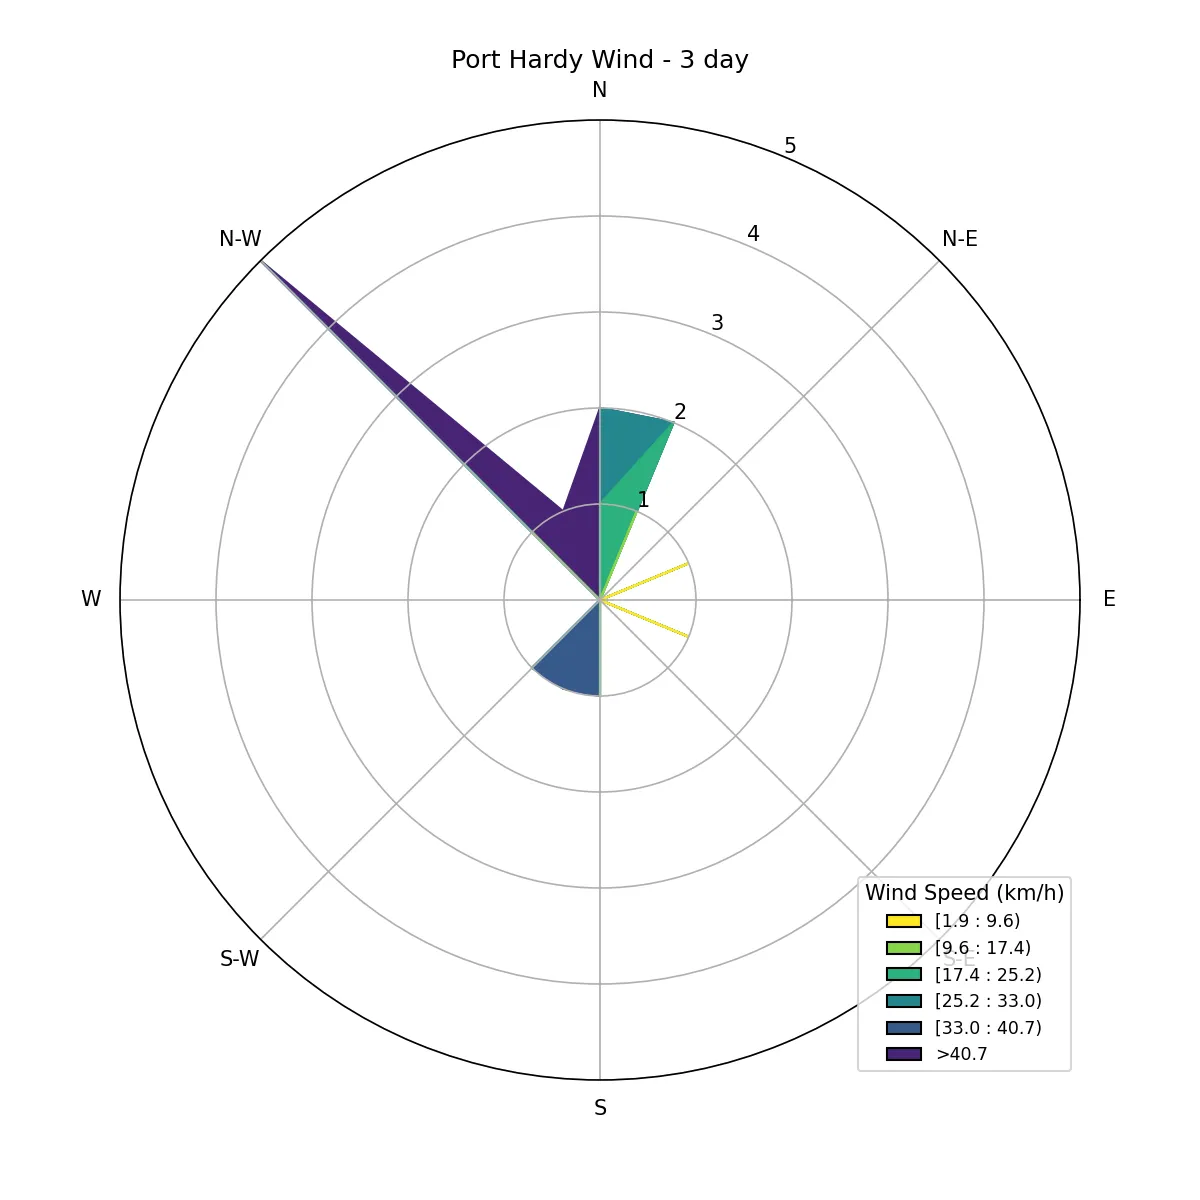 Port Hardy Wind - 3 day
N
5
N-W
N-E
4
3
2
1
W
E
S-W
S-E
S
Wind Speed (km/h)
[1.9 : 9.6)
[9.6 : 17.4)
[17.4 : 25.2)
[25.2 : 33.0)
[33.0 : 40.7)
>40.7